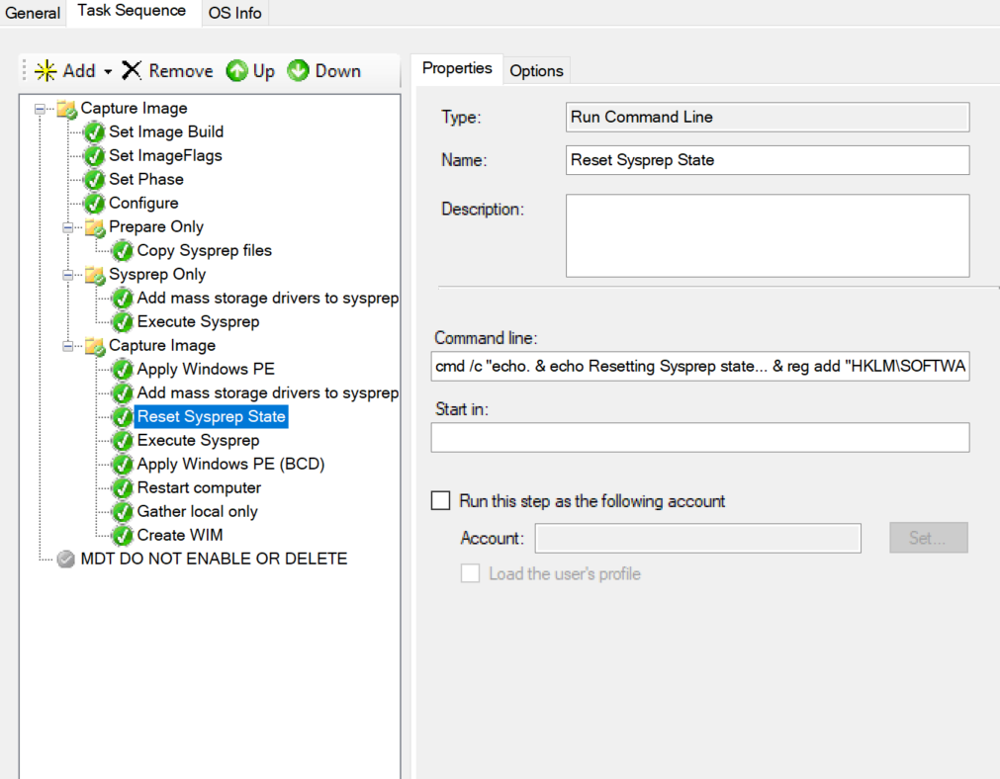 General Task Sequence OS Info
Add Remove Up Down
Capture Image
Set Image Build
Set ImageFlags
Set Phase
Configure
Prepare Only
Copy Sysprep files
Sysprep Only
Add mass storage drivers to sysprep
Execute Sysprep
Capture Image
Apply Windows PE
Add mass storage drivers to sysprep
Reset Sysprep State
Execute Sysprep
Apply Windows PE (BCD)
Restart computer
Gather local only
Create WIM
MDT DO NOT ENABLE OR DELETE
Properties Options
Type: Run Command Line
Name: Reset Sysprep State
Description:
Command line:
cmd /c "echo. & echo Resetting Sysprep state... & reg add "HKLM\SOFTWA
Start in:
Run this step as the following account
Account: Set...
Load the user's profile